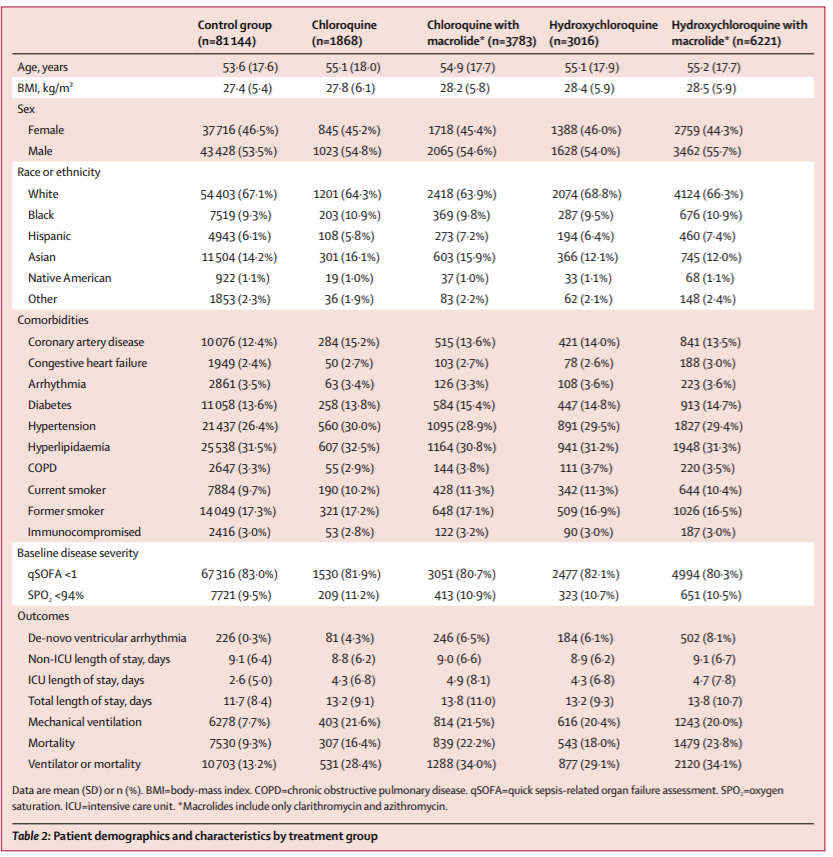 Control group (n=81 144) Chloroquine (n=1868) Chloroquine with macrolide* (n=3783) Hydroxychloroquine (n=3016) Hydroxychloroquine with macrolide* (n=6221)
Age, years 53·6 (17·6) 55·1 (18·0) 54·9 (17·7) 55·1 (17·9) 55·2 (17·7)
BMI, kg/m² 27·4 (5·4) 27·8 (6·1) 28·2 (5·8) 28·4 (5·9) 28·5 (5·9)
Sex
Female 37 716 (46·5%) 845 (45·2%) 1718 (45·4%) 1388 (46·0%) 2759 (44·3%)
Male 43 428 (53·5%) 1023 (54·8%) 2065 (54·6%) 1628 (54·0%) 3462 (55·7%)
Race or ethnicity
White 54 403 (67·1%) 1201 (64·3%) 2418 (63·9%) 2074 (68·8%) 4124 (66·3%)
Black 7519 (9·3%) 203 (10·9%) 369 (9·8%) 287 (9·5%) 676 (10·9%)
Hispanic 4943 (6·1%) 108 (5·8%) 273 (7·2%) 194 (6·4%) 460 (7·4%)
Asian 11 504 (14·2%) 301 (16·1%) 603 (15·9%) 366 (12·1%) 745 (12·0%)
Native American 922 (1·1%) 19 (1·0%) 37 (1·0%) 33 (1·1%) 68 (1·1%)
Other 1853 (2·3%) 36 (1·9%) 83 (2·2%) 62 (2·1%) 148 (2·4%)
Comorbidities
Coronary artery disease 10 076 (12·4%) 284 (15·2%) 515 (13·6%) 421 (14·0%) 841 (13·5%)
Congestive heart failure 1949 (2·4%) 50 (2·7%) 103 (2·7%) 78 (2·6%) 188 (3·0%)
Arrhythmia 2861 (3·5%) 63 (3·4%) 126 (3·3%) 108 (3·6%) 223 (3·6%)
Diabetes 11 058 (13·6%) 258 (13·8%) 584 (15·4%) 447 (14·8%) 913 (14·7%)
Hypertension 21 437 (26·4%) 560 (30·0%) 1095 (28·9%) 891 (29·5%) 1827 (29·4%)
Hyperlipidaemia 25 538 (31·5%) 607 (32·5%) 1164 (30·8%) 941 (31·2%) 1948 (31·3%)
COPD 2647 (3·3%) 55 (2·9%) 144 (3·8%) 111 (3·7%) 220 (3·5%)
Current smoker 7884 (9·7%) 190 (10·2%) 428 (11·3%) 342 (11·3%) 644 (10·4%)
Former smoker 14 049 (17·3%) 321 (17·2%) 648 (17·1%) 509 (16·9%) 1026 (16·5%)
Immunocompromised 2416 (3·0%) 53 (2·8%) 122 (3·2%) 90 (3·0%) 187 (3·0%)
Baseline disease severity
qSOFA <1 67 316 (83·0%) 1530 (81·9%) 3051 (80·7%) 2477 (82·1%) 4994 (80·3%)
SPO₂ <94% 7721 (9·5%) 209 (11·2%) 413 (10·9%) 323 (10·7%) 651 (10·5%)
Outcomes
De-novo ventricular arrhythmia 226 (0·3%) 81 (4·3%) 246 (6·5%) 184 (6·1%) 502 (8·1%)
Non-ICU length of stay, days 9·1 (6·4) 8·8 (6·2) 9·0 (6·6) 8·9 (6·2) 9·1 (6·7)
ICU length of stay, days 2·6 (5·0) 4·3 (6·8) 4·9 (8·1) 4·3 (6·8) 4·7 (7·8)
Total length of stay, days 11·7 (8·4) 13·2 (9·1) 13·8 (11·0) 13·2 (9·3) 13·8 (10·7)
Mechanical ventilation 6278 (7·7%) 403 (21·6%) 814 (21·5%) 616 (20·4%) 1243 (20·0%)
Mortality 7530 (9·3%) 307 (16·4%) 839 (22·2%) 543 (18·0%) 1479 (23·8%)
Ventilator or mortality 10 703 (13·2%) 531 (28·4%) 1288 (34·0%) 877 (29·1%) 2120 (34·1%)
Data are mean (SD) or n (%). BMI=body-mass index. COPD=chronic obstructive pulmonary disease. qSOFA=quick sepsis-related organ failure assessment. SPO₂=oxygen
saturation. ICU=intensive care unit. *Macrolides include only clarithromycin and azithromycin.
Table 2: Patient demographics and characteristics by treatment group